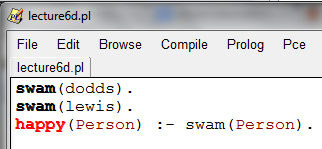 lecture6d.pl
File Edit Browse Compile Prolog Pce
lecture6d.pl
swam(dodds).
swam(lewis).
happy(Person) :- swam(Person).